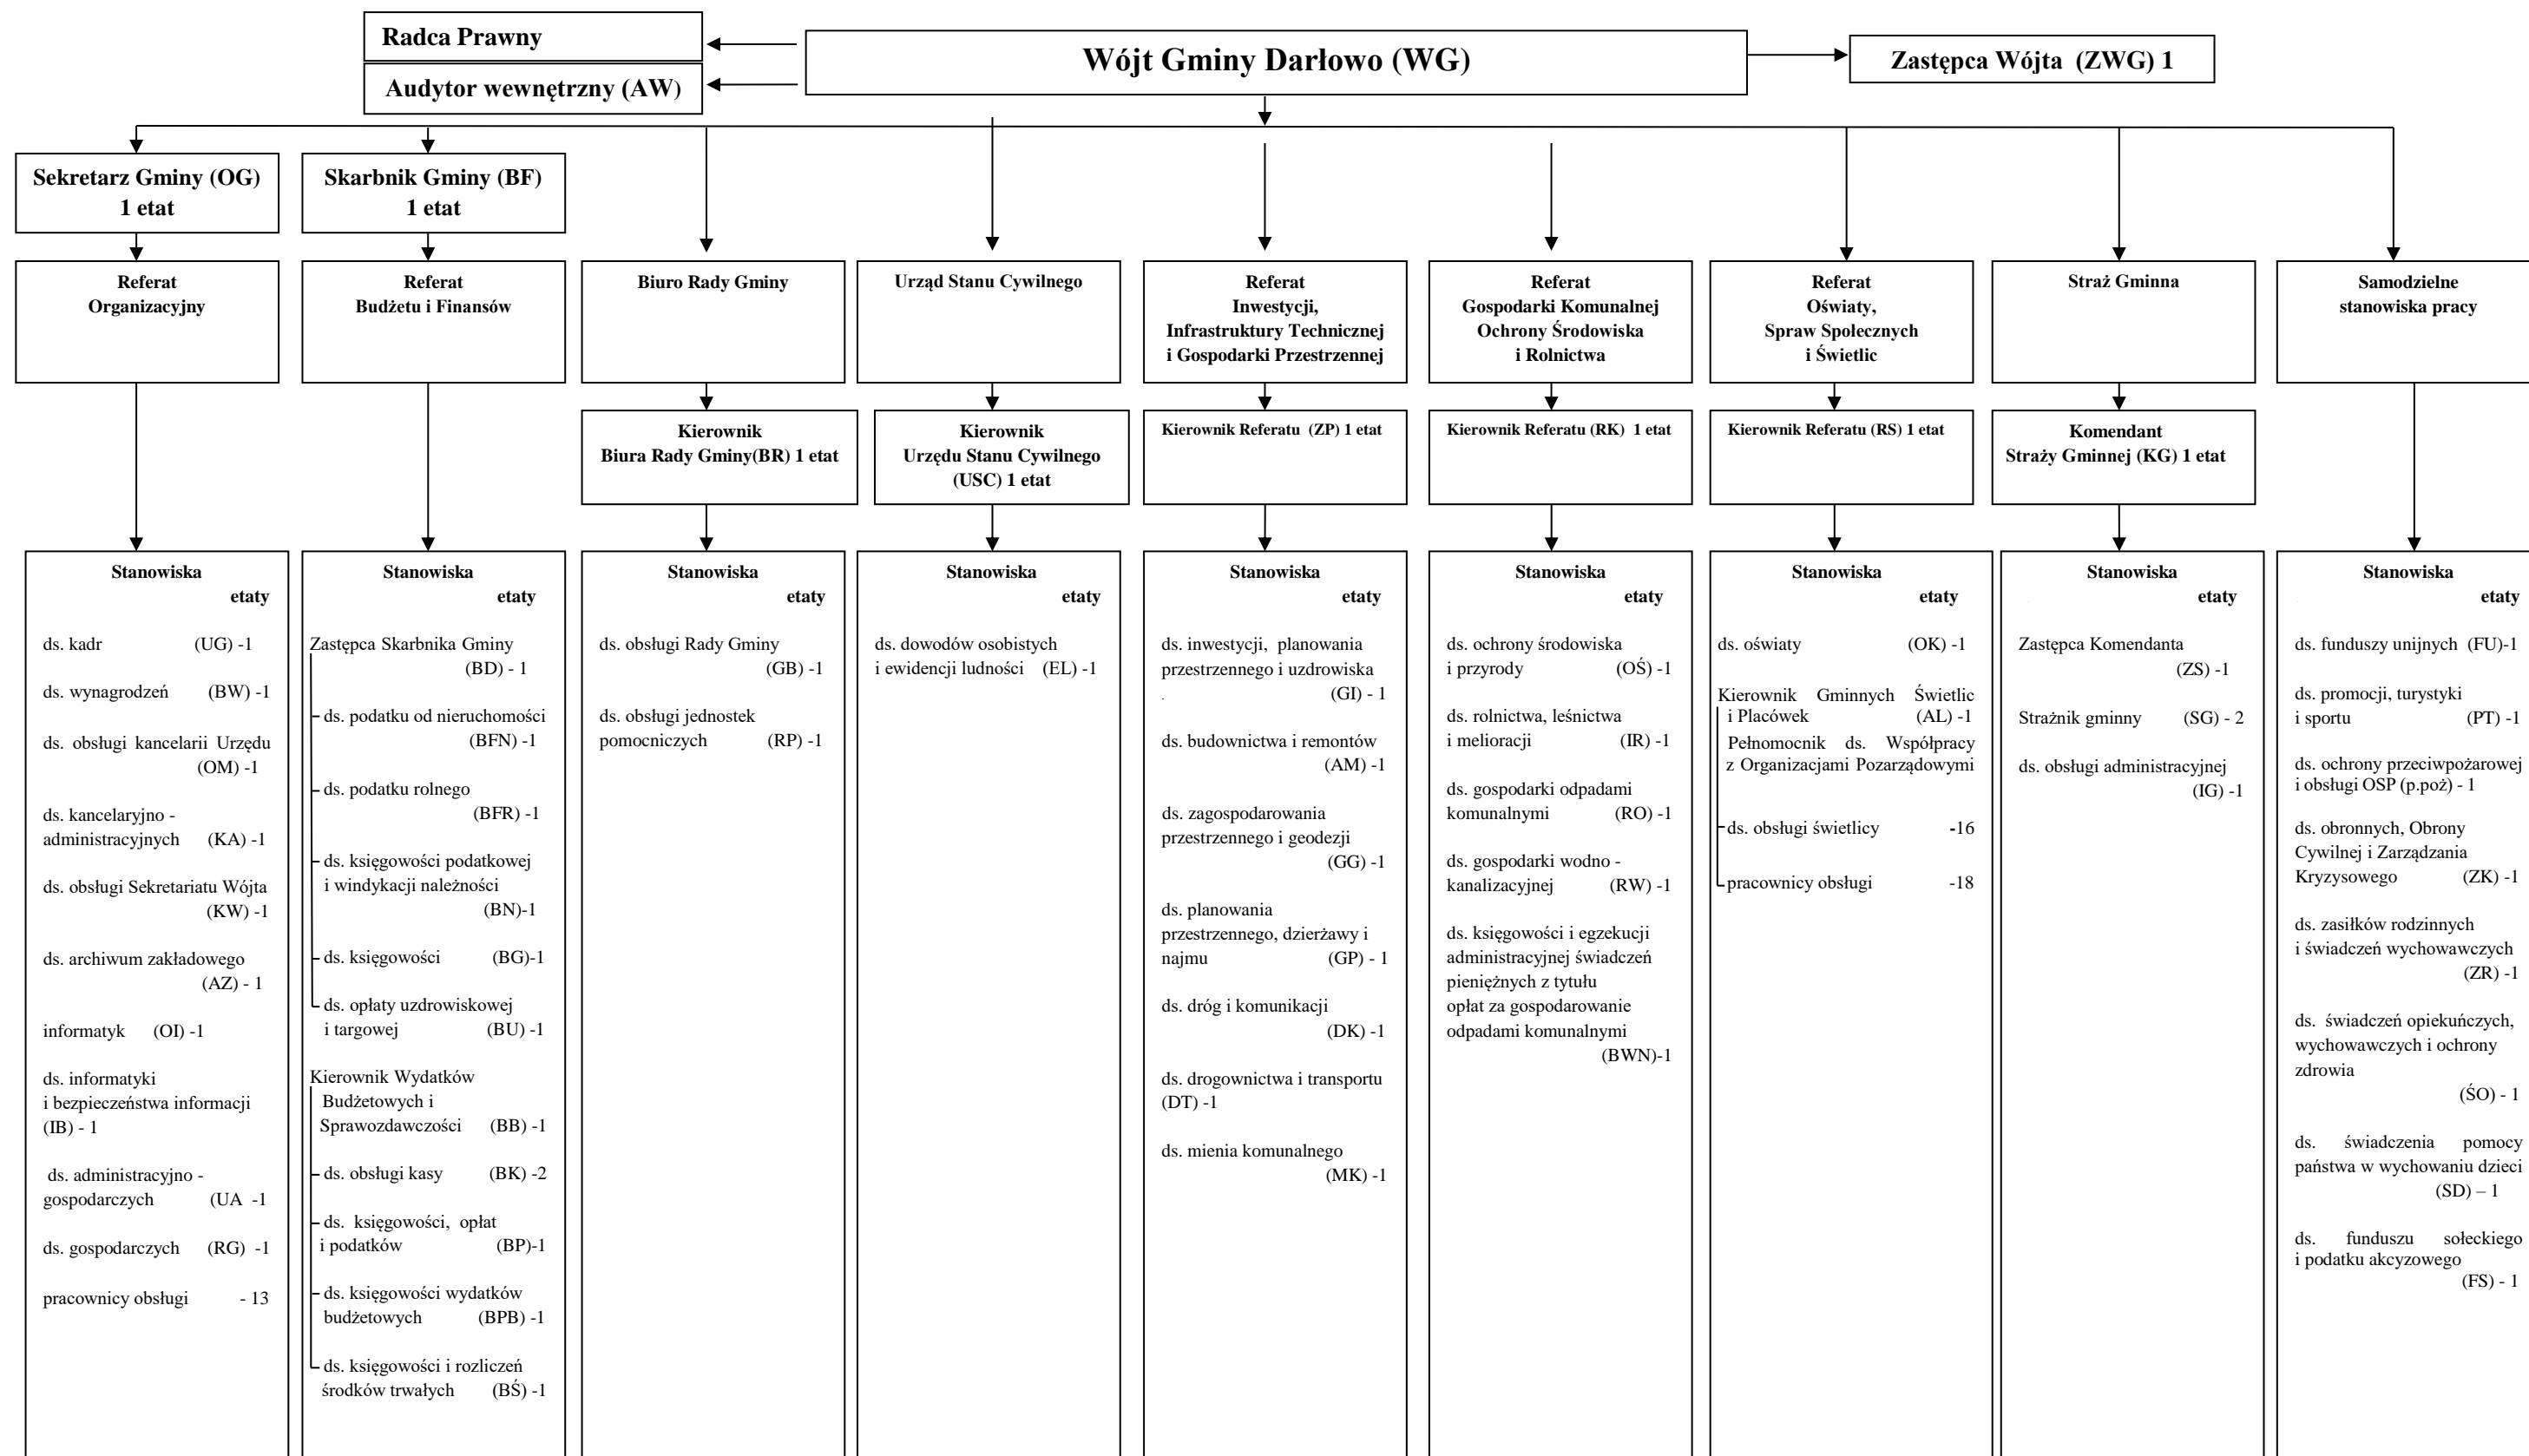 Radca Prawny
Audytor wewnętrzny (AW)
Wójt Gminy Darłowo (WG)
Zastępca Wójta (ZWG) 1
Sekretarz Gminy (OG)
1 etat
Skarbnik Gminy (BF)
1 etat
Referat
Organizacyjny
Referat
Budżetu i Finansów
Biuro Rady Gminy
Urząd Stanu Cywilnego
Referat
Inwestycji,
Infrastruktury Technicznej
i Gospodarki Przestrzennej
Referat
Gospodarki Komunalnej
Ochrony Środowiska
i Rolnictwa
Referat
Oświaty,
Spraw Społecznych
i Świetlic
Straż Gminna
Samodzielne
stanowiska pracy
Kierownik
Biura Rady Gminy(BR) 1 etat
Kierownik
Urzędu Stanu Cywilnego
(USC) 1 etat
Kierownik Referatu (ZP) 1 etat
Kierownik Referatu (RK) 1 etat
Kierownik Referatu (RS) 1 etat
Komendant
Straży Gminnej (KG) 1 etat
Stanowiska
etaty
ds. kadr (UG) -1
ds. wynagrodzeń (BW) -1
ds. obsługi kancelarii Urzędu
(OM) -1
ds. kancelaryjno -
administracyjnych (KA) -1
ds. obsługi Sekretariatu Wójta
(KW) -1
ds. archiwum zakładowego
(AZ) - 1
informatyk (OI) -1
ds. informatyki
i bezpieczeństwa informacji
(IB) - 1
ds. administracyjno -
gospodarczych (UA -1
ds. gospodarczych (RG) -1
pracownicy obsługi - 13
Stanowiska
etaty
Zastępca Skarbnika Gminy
(BD) - 1
ds. podatku od nieruchomości
(BFN) -1
ds. podatku rolnego
(BFR) -1
ds. księgowości podatkowej
i windykacji należności
(BN)-1
ds. księgowości (BG)-1
ds. opłaty uzdrowiskowej
i targowej (BU) -1
Kierownik Wydatków
Budżetowych i
Sprawozdawczości (BB) -1
ds. obsługi kasy (BK) -2
ds. księgowości, opłat
i podatków (BP)-1
ds. księgowości wydatków
budżetowych (BPB) -1
ds. księgowości i rozliczeń
środków trwałych (BŚ) -1
Stanowiska
etaty
ds. obsługi Rady Gminy
(GB) -1
ds. obsługi jednostek
pomocniczych (RP) -1
Stanowiska
etaty
ds. dowodów osobistych
i ewidencji ludności (EL) -1
Stanowiska
etaty
ds. inwestycji, planowania
przestrzennego i uzdrowiska
. (GI) - 1
ds. budownictwa i remontów
(AM) -1
ds. zagospodarowania
przestrzennego i geodezji
(GG) -1
ds. planowania
przestrzennego, dzierżawy i
najmu (GP) - 1
ds. dróg i komunikacji
(DK) -1
ds. drogownictwa i transportu
(DT) -1
ds. mienia komunalnego
(MK) -1
Stanowiska
etaty
ds. ochrony środowiska
i przyrody (OŚ) -1
ds. rolnictwa, leśnictwa
i melioracji (IR) -1
ds. gospodarki odpadami
komunalnymi (RO) -1
ds. gospodarki wodno -
kanalizacyjnej (RW) -1
ds. księgowości i egzekucji
administracyjnej świadczeń
pieniężnych z tytułu
opłat za gospodarowanie
odpadami komunalnymi
(BWN)-1
Stanowiska
etaty
ds. oświaty (OK) -1
Kierownik Gminnych Świetlic
i Placówek (AL) -1
Pełnomocnik ds. Współpracy
z Organizacjami Pozarządowymi
ds. obsługi świetlicy -16
pracownicy obsługi -18
Stanowiska
etaty
Zastępca Komendanta
(ZS) -1
Strażnik gminny (SG) - 2
ds. obsługi administracyjnej
(IG) -1
Stanowiska
etaty
ds. funduszy unijnych (FU)-1
ds. promocji, turystyki
i sportu (PT) -1
ds. ochrony przeciwpożarowej
i obsługi OSP (p.poż) - 1
ds. obronnych, Obrony
Cywilnej i Zarządzania
Kryzysowego (ZK) -1
ds. zasiłków rodzinnych
i świadczeń wychowawczych
(ZR) -1
ds. świadczeń opiekuńczych,
wychowawczych i ochrony
zdrowia
(ŚO) - 1
ds. świadczenia pomocy
państwa w wychowaniu dzieci
(SD) – 1
ds. funduszu sołeckiego
i podatku akcyzowego
(FS) - 1